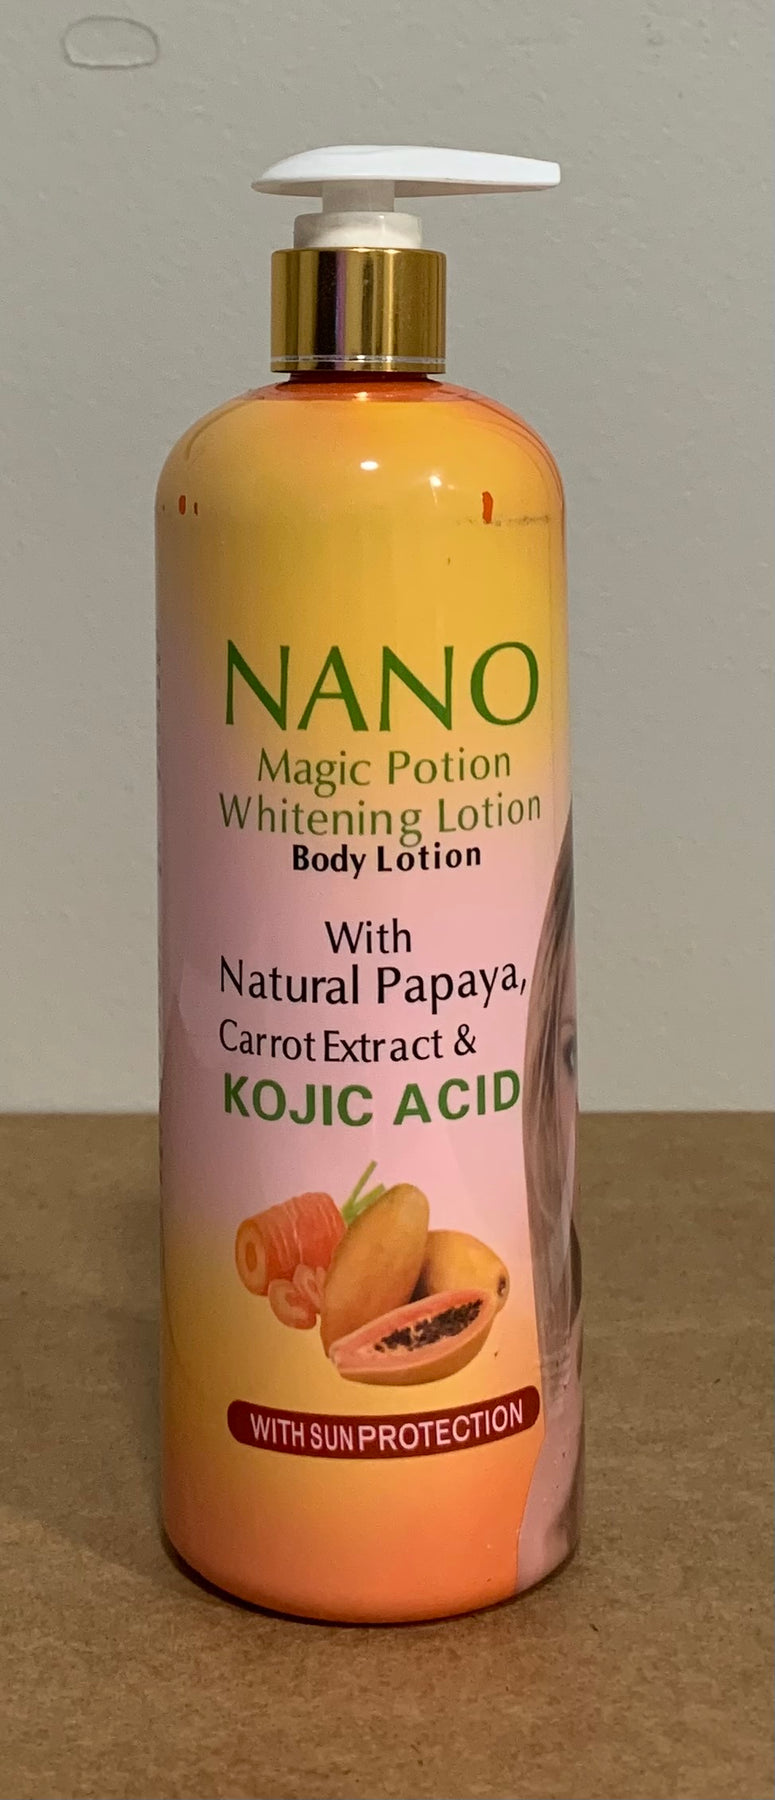 NANO
Magic Potion
Whitening Lotion
Body Lotion
With
Natural Papaya,
Carrot Extract &
KOJIC ACID
WITH SUN PROTECTION